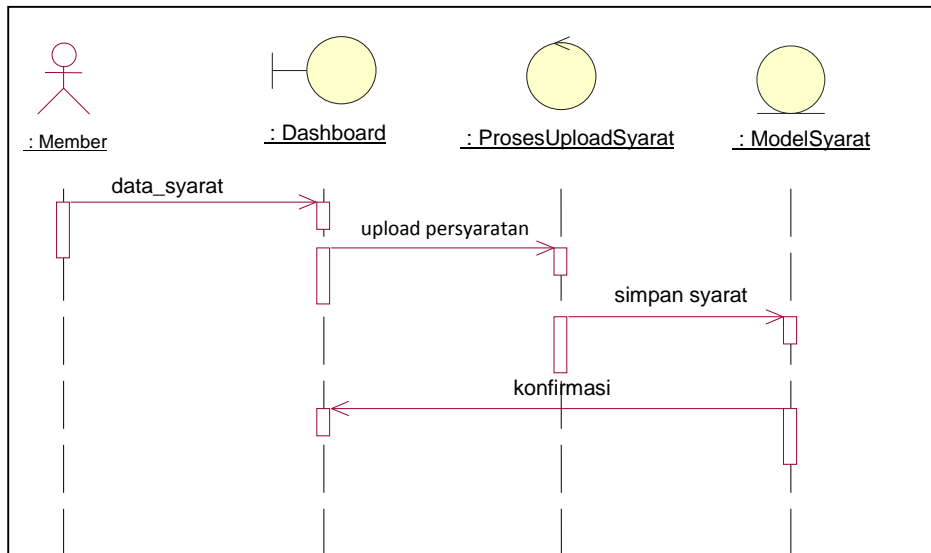 : Member
: Dashboard
: ProsesUploadSyarat
: ModelSyarat
data_syarat
upload persyaratan
simpan syarat
konfirmasi